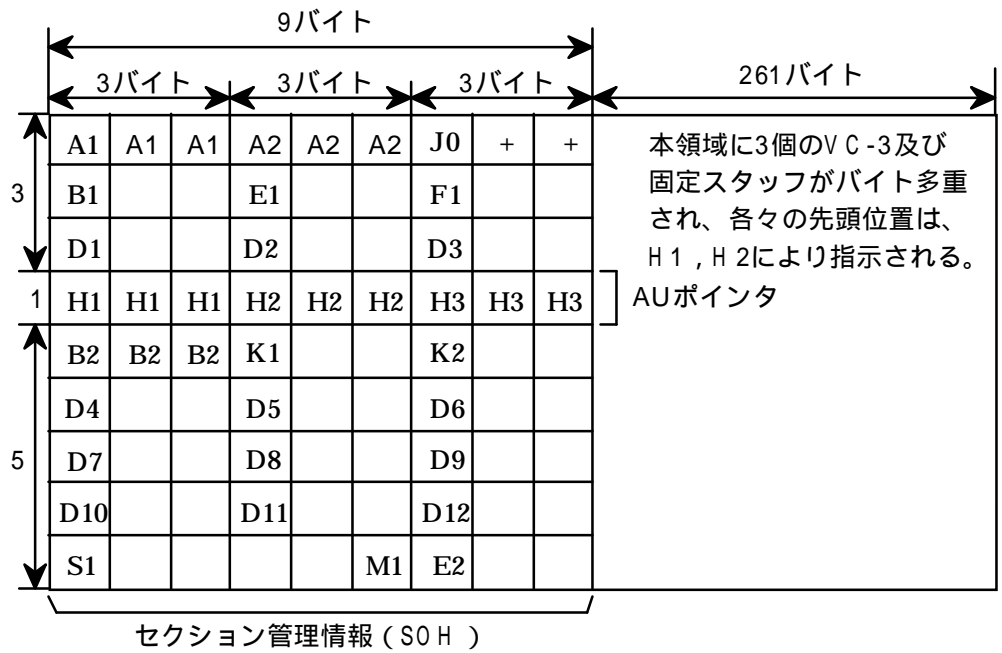 9バイト
3バイト 3バイト 3バイト 261バイト
A1 A1 A1 A2 A2 A2 J0 + +
B1 E1 F1
D1 D2 D3
H1 H1 H1 H2 H2 H2 H3 H3 H3
B2 B2 B2 K1 K2
D4 D5 D6
D7 D8 D9
D10 D11 D12
S1 M1 E2
3
1
5
本領域に3個のVC-3及び
固定スタッフがバイト多重
され、各々の先頭位置は、
H1,H2により指示される。
AUポインタ
セクション管理情報(SOH)